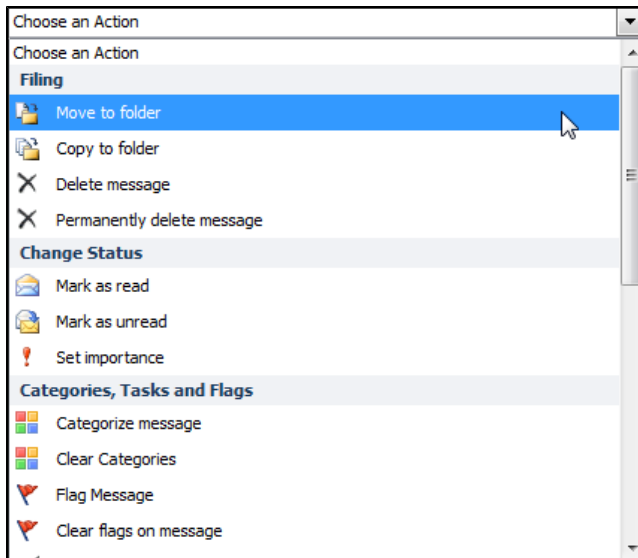 Choose an Action
Choose an Action
Filing
Move to folder
Copy to folder
Delete message
Permanently delete message
Change Status
Mark as read
Mark as unread
Set importance
Categories, Tasks and Flags
Categorize message
Clear Categories
Flag Message
Clear flags on message